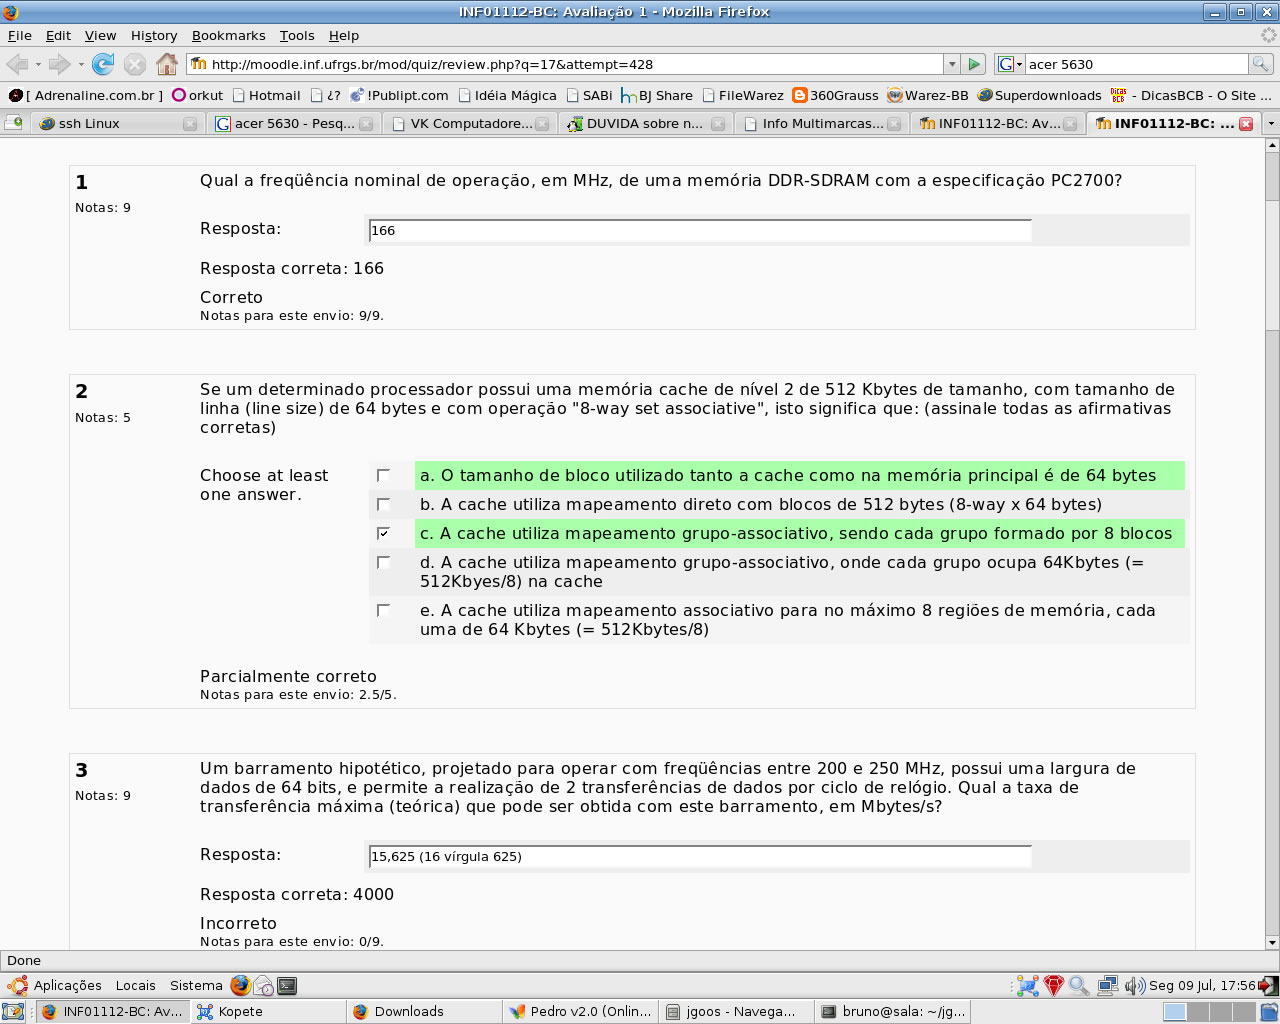 INF01112-BC: Avaliação 1 - Mozilla Firefox
File Edit View History Bookmarks Tools Help
http://moodle.inf.ufrgs.br/mod/quiz/review.php?q=17&attempt=428
acer 5630
[ Adrenaline.com.br ] orkut Hotmail ¿? !Publipt.com Idéia Mágica SABi BJ Share FileWarez 360Grauss Warez-BB Superdownloads - DicasBCB - O Site ...
ssh Linux
acer 5630 - Pesq...
VK Computadore...
DUVIDA sobre n...
Info Multimarcas...
INF01112-BC: Av...
INF01112-BC: ...
1
Notas: 9
Qual a freqüência nominal de operação, em MHz, de uma memória DDR-SDRAM com a especificação PC2700?
Resposta:
166
Resposta correta: 166
Correto
Notas para este envio: 9/9.
2
Notas: 5
Se um determinado processador possui uma memória cache de nível 2 de 512 Kbytes de tamanho, com tamanho de
linha (line size) de 64 bytes e com operação "8-way set associative", isto significa que: (assinale todas as afirmativas
corretas)
Choose at least
one answer.
a. O tamanho de bloco utilizado tanto a cache como na memória principal é de 64 bytes
b. A cache utiliza mapeamento direto com blocos de 512 bytes (8-way x 64 bytes)
c. A cache utiliza mapeamento grupo-associativo, sendo cada grupo formado por 8 blocos
d. A cache utiliza mapeamento grupo-associativo, onde cada grupo ocupa 64Kbytes (=
512Kbyes/8) na cache
e. A cache utiliza mapeamento associativo para no máximo 8 regiões de memória, cada
uma de 64 Kbytes (= 512Kbytes/8)
Parcialmente correto
Notas para este envio: 2.5/5.
3
Notas: 9
Um barramento hipotético, projetado para operar com freqüências entre 200 e 250 MHz, possui uma largura de
dados de 64 bits, e permite a realização de 2 transferências de dados por ciclo de relógio. Qual a taxa de
transferência máxima (teórica) que pode ser obtida com este barramento, em Mbytes/s?
Resposta:
15,625 (16 vírgula 625)
Resposta correta: 4000
Incorreto
Notas para este envio: 0/9.
Done
Aplicações Locais Sistema
Seg 09 Jul, 17:56
INF01112-BC: Av...
Kopete
Downloads
Pedro v2.0 (Onlin...
jgoos - Navega...
bruno@sala: ~/jg...